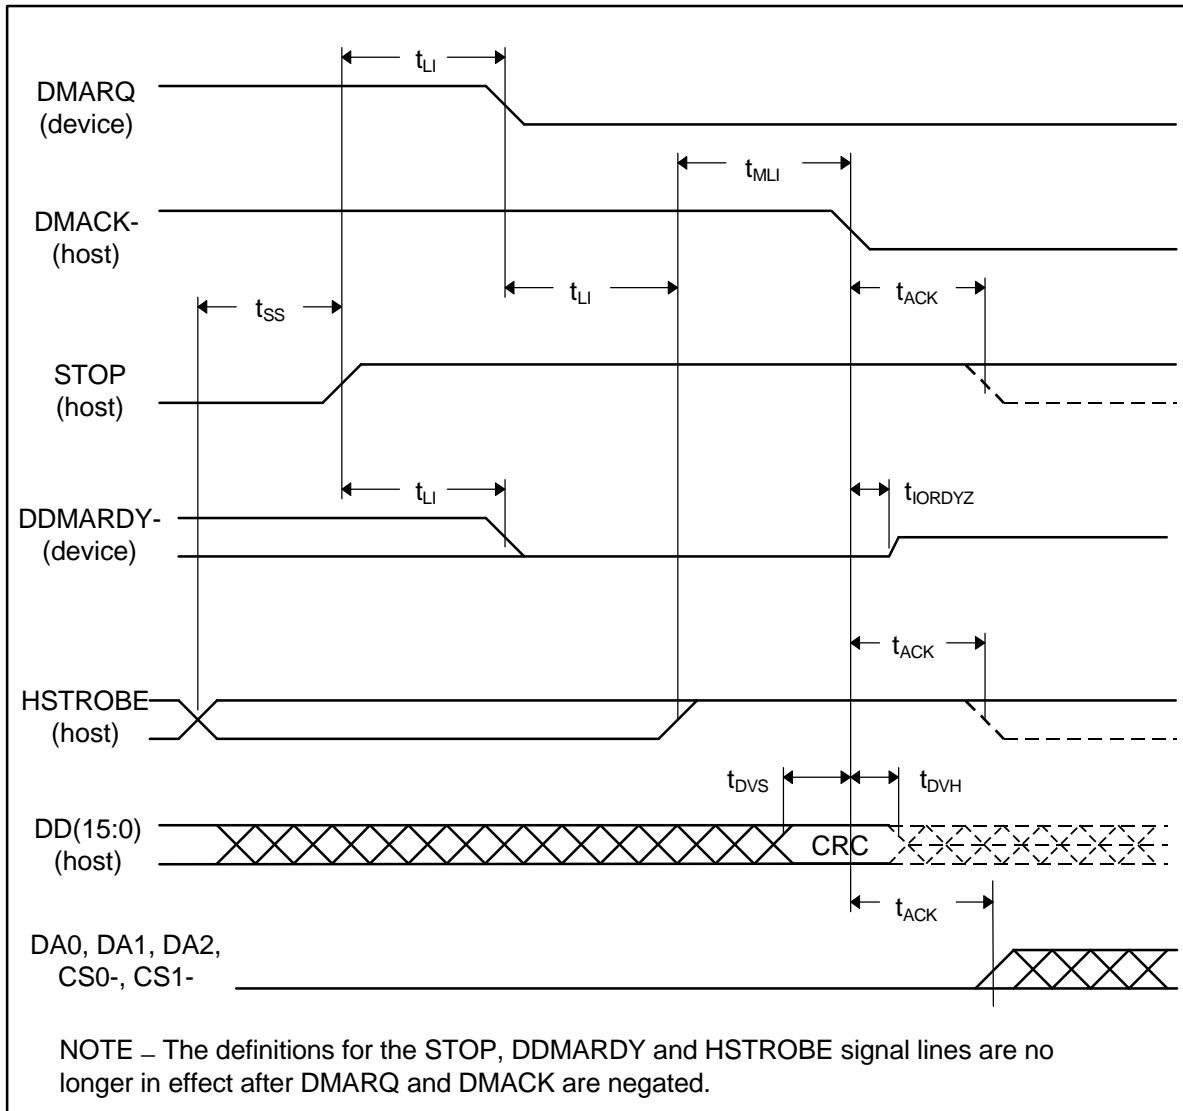 tLI
DMARQ
(device)
tMLI
DMACK-
(host)
tSS
tLI
tACK
STOP
(host)
tLI
tIORDYZ
DDMARDY-
(device)
tACK
HSTROBE
(host)
tDVS
tDVH
DD(15:0)
(host)
CRC
tACK
DA0, DA1, DA2,
CS0-, CS1-
NOTE – The definitions for the STOP, DDMARDY and HSTROBE signal lines are no
longer in effect after DMARQ and DMACK are negated.